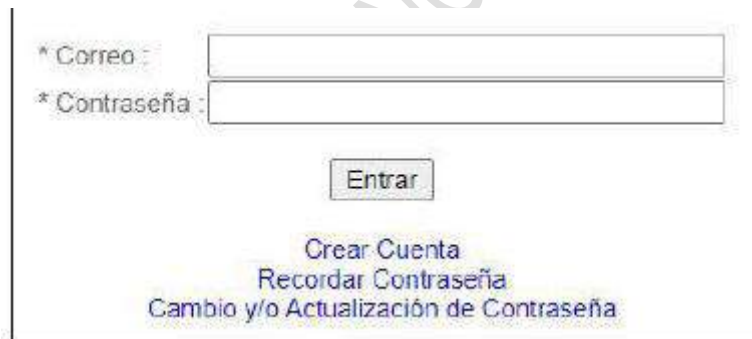 * Correo :
* Contraseña :
Entrar
Crear Cuenta
Recordar Contraseña
Cambio y/o Actualización de Contraseña